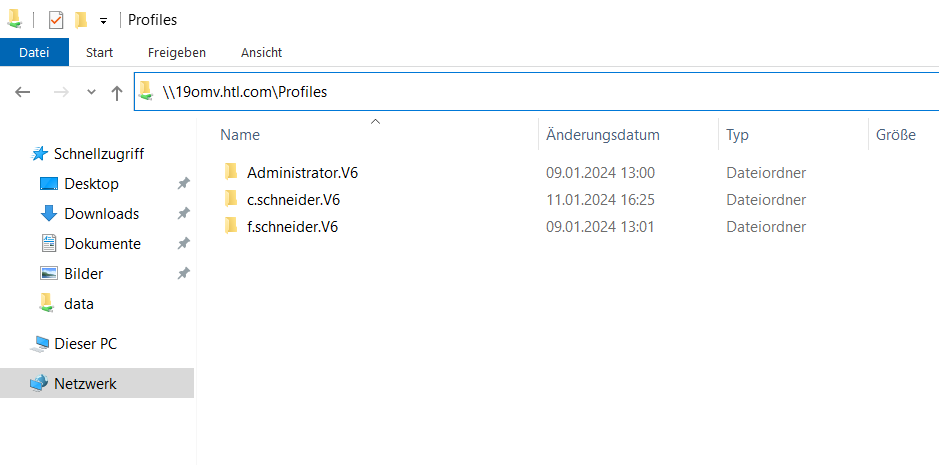 Profiles
Datei Start Freigeben Ansicht
\\19omv.htl.com\Profiles
Name Änderungsdatum Typ Größe
Schnellzugriff
Desktop
Downloads
Dokumente
Bilder
data
Dieser PC
Netzwerk
Administrator.V6 09.01.2024 13:00 Dateiordner
c.schneider.V6 11.01.2024 16:25 Dateiordner
f.schneider.V6 09.01.2024 13:01 Dateiordner